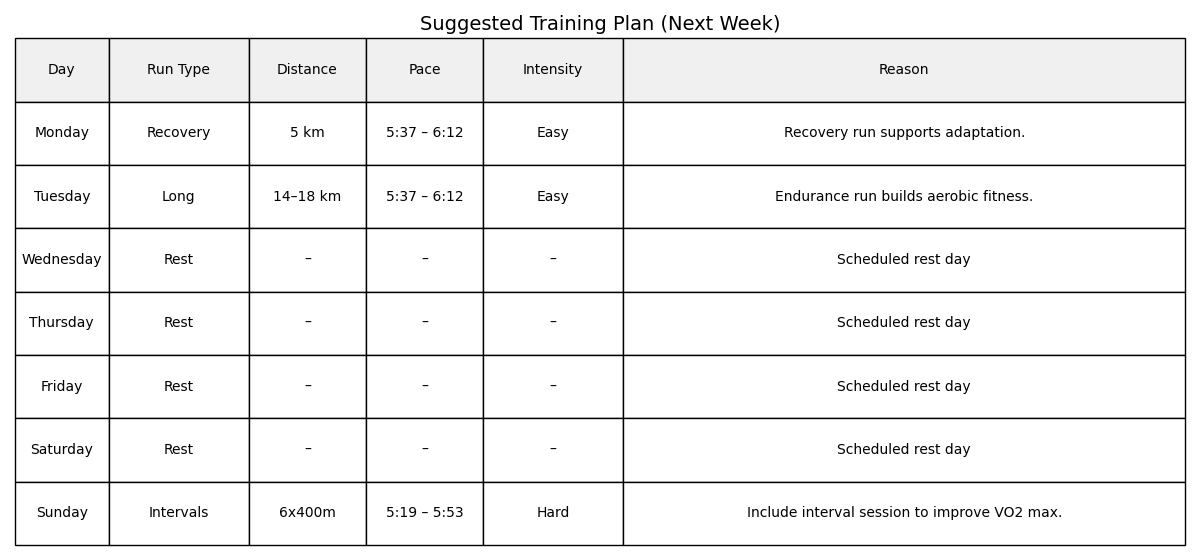 Suggested Training Plan (Next Week)
Day Run Type Distance Pace Intensity Reason
Monday Recovery 5 km 5:37 – 6:12 Easy Recovery run supports adaptation.
Tuesday Long 14–18 km 5:37 – 6:12 Easy Endurance run builds aerobic fitness.
Wednesday Rest – – – Scheduled rest day
Thursday Rest – – – Scheduled rest day
Friday Rest – – – Scheduled rest day
Saturday Rest – – – Scheduled rest day
Sunday Intervals 6x400m 5:19 – 5:53 Hard Include interval session to improve VO2 max.